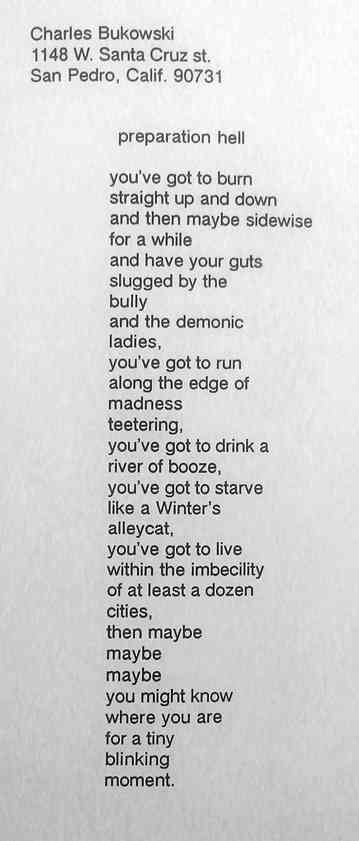 Charles Bukowski
1148 W. Santa Cruz st.
San Pedro, Calif. 90731
preparation hell
you've got to burn
straight up and down
and then maybe sidewise
for a while
and have your guts
slugged by the
bully
and the demonic
ladies,
you've got to run
along the edge of
madness
teetering,
you've got to drink a
river of booze,
you've got to starve
like a Winter's
alleycat,
you've got to live
within the imbecility
of at least a dozen
cities,
then maybe
maybe
maybe
you might know
where you are
for a tiny
blinking
moment.